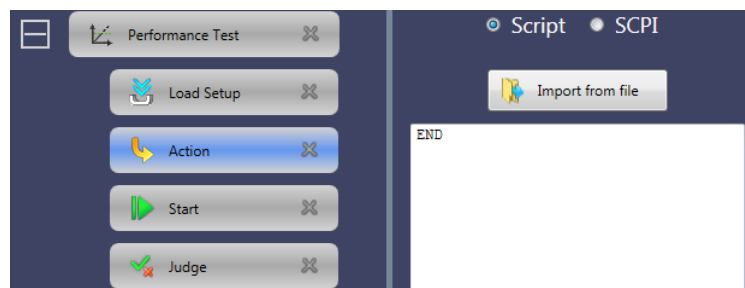 Performance Test
Load Setup
Action
Start
Judge
Script SCPI
Import from file
END